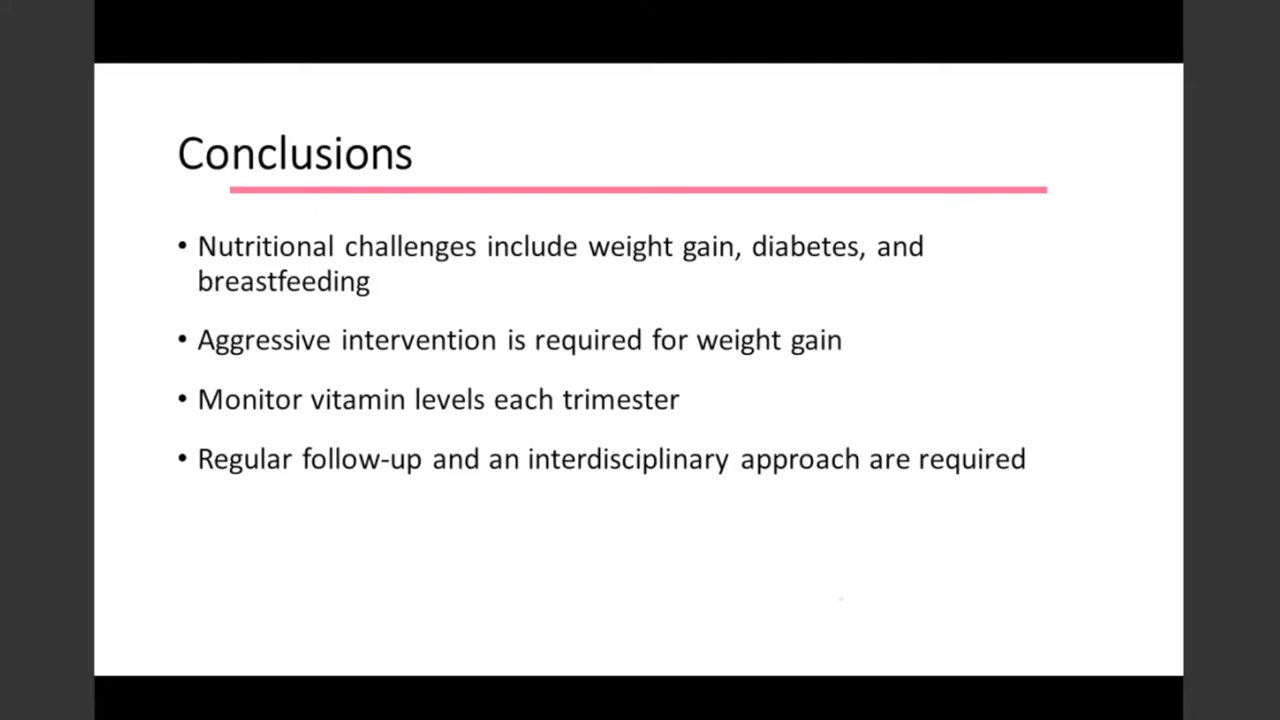 Conclusions
• Nutritional challenges include weight gain, diabetes, and
breastfeeding
• Aggressive intervention is required for weight gain
• Monitor vitamin levels each trimester
• Regular follow-up and an interdisciplinary approach are required